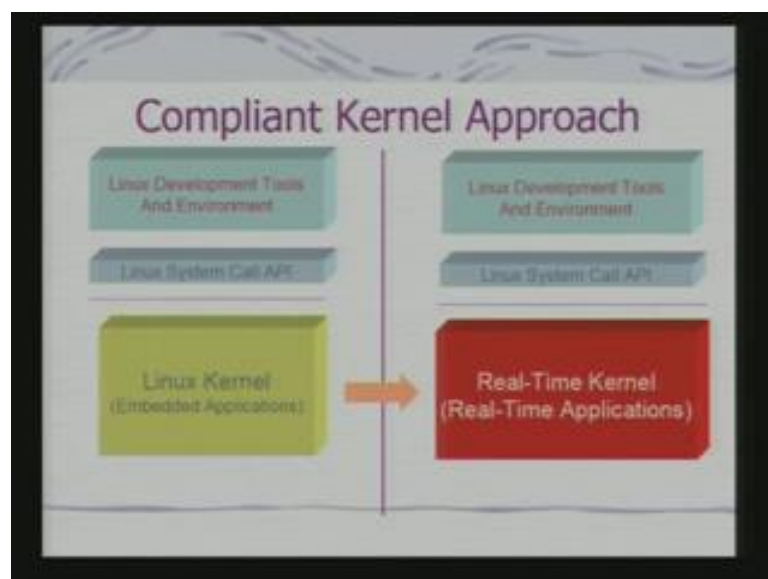 Compliant Kernel Approach
Linux Development Tools
And Environment
Linux System Call API
Linux Kernel
(Embedded Applications)
Linux Development Tools
And Environment
Linux System Call API
Real-Time Kernel
(Real-Time Applications)